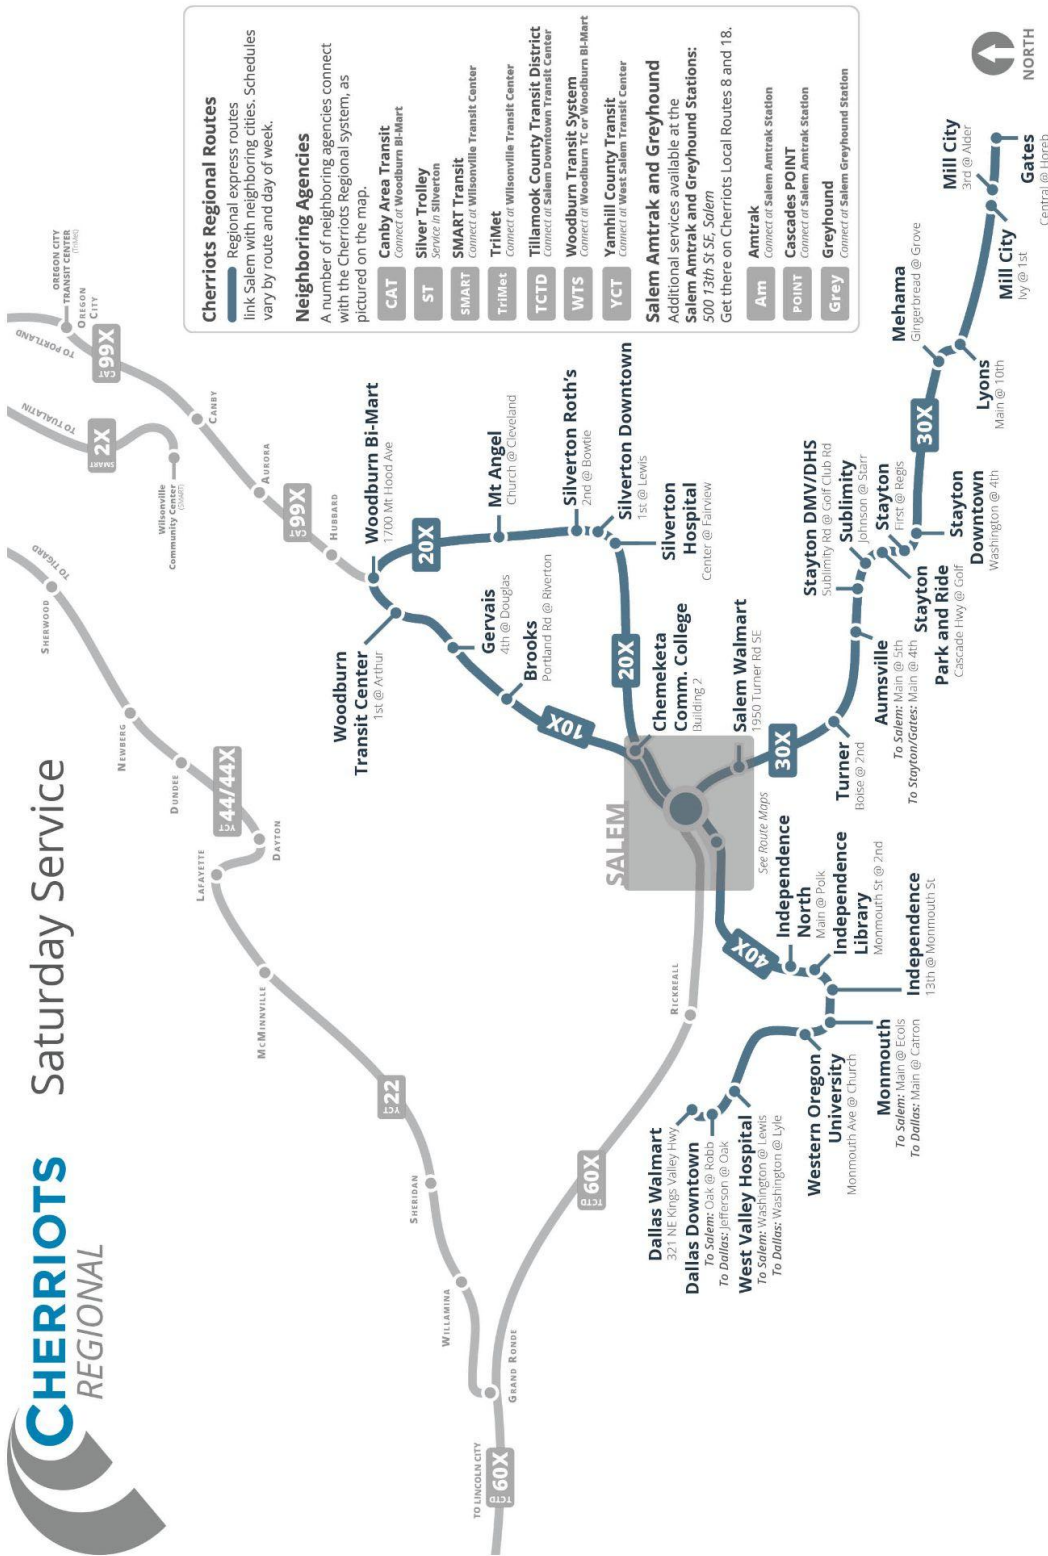 CHERRIOTS
REGIONAL
Saturday Service
Cherriots Regional Routes
Regional express routes
link Salem with neighboring cities. Schedules
vary by route and day of week.
Neighboring Agencies
A number of neighboring agencies connect
with the Cherriots Regional system, as
pictured on the map.
CAT
Canby Area Transit
Connect at Woodburn Bi-Mart
ST
Silver Trolley
Service in Silverton
SMART
SMART Transit
Connect at Wilsonville Transit Center
TriMet
TriMet
Connect at Wilsonville Transit Center
TCTD
Tillamook County Transit District
Connect at Salem Downtown Transit Center
WTS
Woodburn Transit System
Connect at Woodburn TC or Woodburn Bi-Mart
YCT
Yamhill County Transit
Connect at West Salem Transit Center
Salem Amtrak and Greyhound
Additional services available at the
Salem Amtrak and Greyhound Stations:
500 13th St SE, Salem
Get there on Cherriots Local Routes 8 and 18.
Am
Amtrak
Connect at Salem Amtrak Station
POINT
Cascades POINT
Connect at Salem Amtrak Station
Grey
Greyhound
Connect at Salem Greyhound Station
NORTH
TO TIGARD
SHERWOOD
NEWBERG
DUNDEE
YCT 44/44X
DAYTON
LAFAYETTE
MCMINNVILLE
YCT 22
SHERIDAN
WILLAMINA
GRAND RONDE
TO LINCOLN CITY
TCTD 60X
TCTD 60X
RICKREALL
TO TUALATIN
SMART 2X
Wilsonville
Community Center
(SMART)
TO PORTLAND
OREGON CITY
TRANSIT CENTER
(TriMet)
OREGON
CITY
CAT 99X
CANBY
AURORA
CAT 99X
HUBBARD
Woodburn Bi-Mart
1700 Mt Hood Ave
Woodburn
Transit Center
1st @ Arthur
20X
Gervais
4th @ Douglas
Mt Angel
Church @ Cleveland
Brooks
Portland Rd @ Riverton
Silverton Roth's
2nd @ Bowtie
Silverton Downtown
1st @ Lewis
10X
Silverton
Hospital
Center @ Fairview
20X
Chemeketa
Comm. College
Building 2
SALEM
Salem Walmart
1950 Turner Rd SE
See Route Maps
30X
Turner
Boise @ 2nd
Aumsville
To Salem: Main @ 5th
To Stayton/Gates: Main @ 4th
Stayton DMV/DHS
Sublimity Rd @ Golf Club Rd
Sublimity
Johnson @ Starr
Stayton
Park and Ride
Cascade Hwy @ Golf
Stayton
First @ Regis
Stayton
Downtown
Washington @ 4th
30X
Mehama
Gingerbread @ Grove
Lyons
Main @ 10th
Mill City
Ivy @ 1st
Mill City
3rd @ Alder
Gates
Central @ Horeb
40X
Independence
North
Main @ Polk
Independence
Library
Monmouth St @ 2nd
Independence
13th @ Monmouth St
Monmouth
To Salem: Main @ Ecols
To Dallas: Main @ Catron
Western Oregon
University
Monmouth Ave @ Church
West Valley Hospital
To Salem: Washington @ Lewis
To Dallas: Washington @ Lyle
Dallas Downtown
To Salem: Oak @ Robb
To Dallas: Jefferson @ Oak
Dallas Walmart
321 NE Kings Valley Hwy